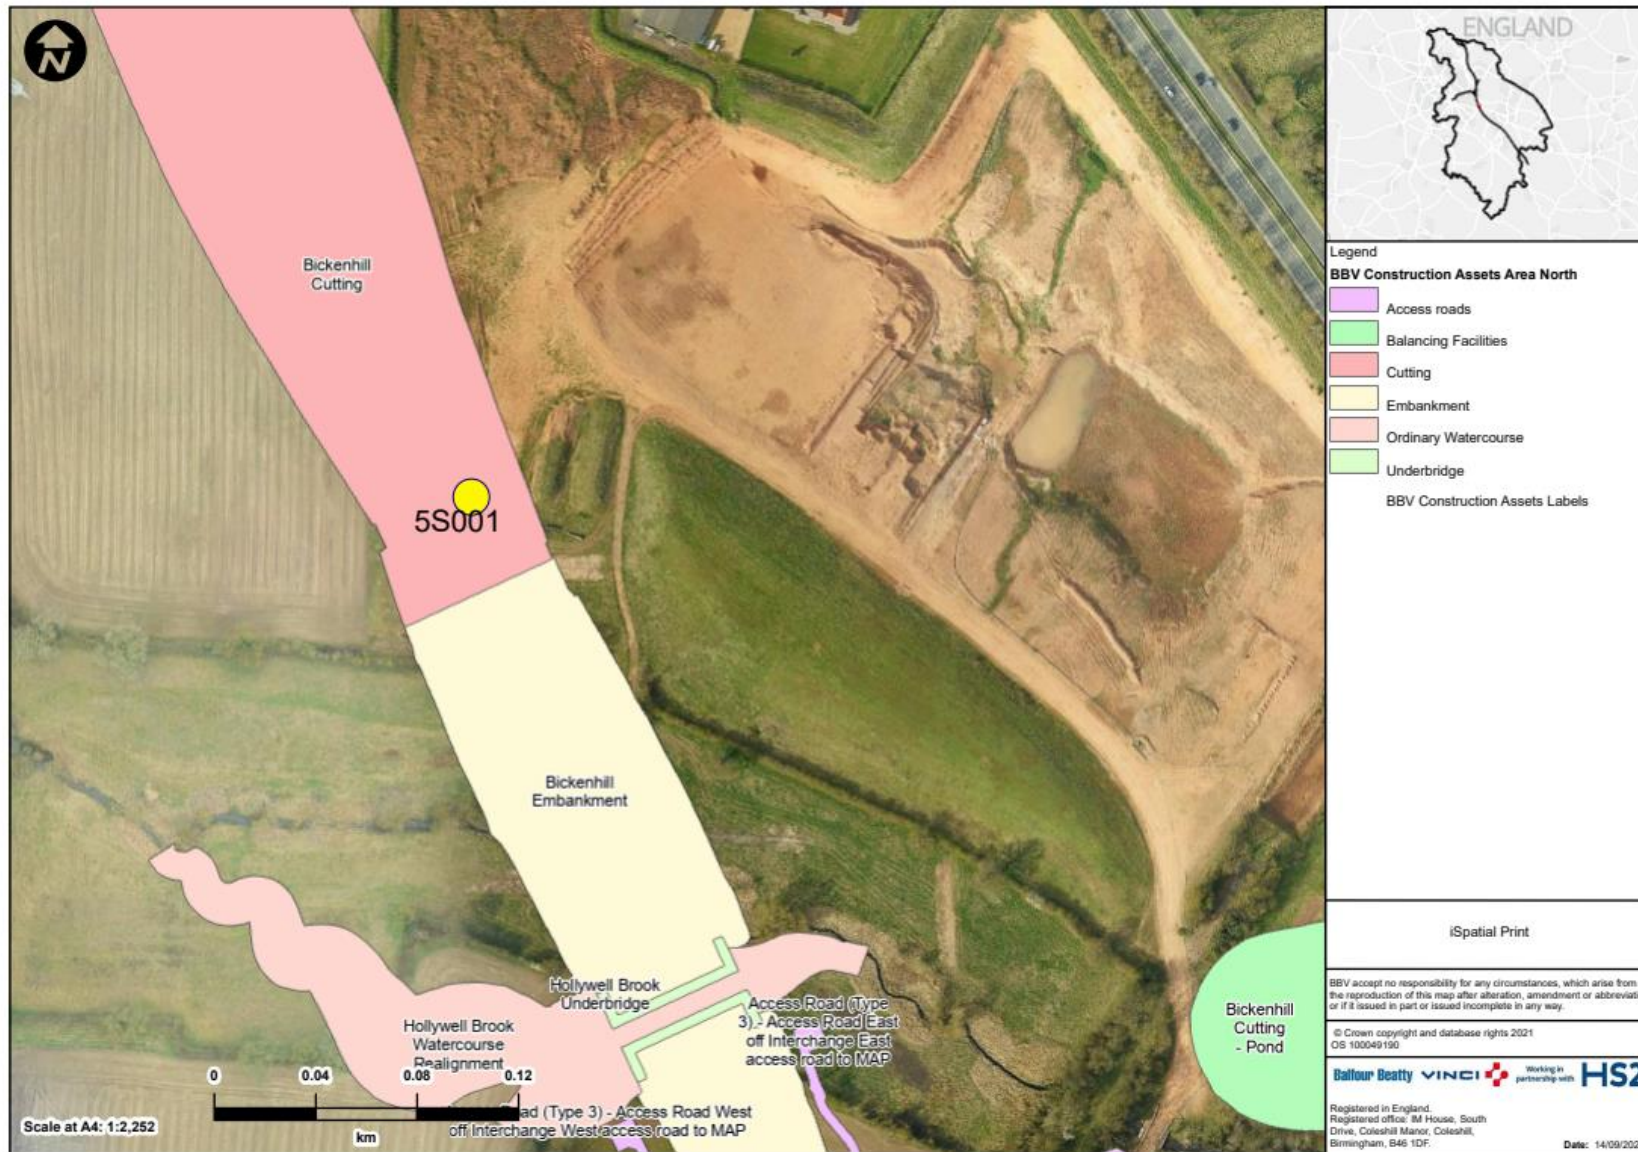 N
ENGLAND
Bickenhill
Cutting
5S001
Bickenhill
Embankment
Hollywell Brook
Underbridge
Hollywell Brook
Watercourse
Realignment
Access Road (Type
3) - Access Road East
off Interchange East
access road to MAP
Bickenhill
Cutting
- Pond
ad (Type 3) - Access Road West
off Interchange West access road to MAP
0 0.04 0.08 0.12
km
Scale at A4: 1:2,252
Legend
BBV Construction Assets Area North
Access roads
Balancing Facilities
Cutting
Embankment
Ordinary Watercourse
Underbridge
BBV Construction Assets Labels
iSpatial Print
BBV accept no responsibility for any circumstances, which arise from
the reproduction of this map after alteration, amendment or abbreviati
or if it issued in part or issued incomplete in any way.
© Crown copyright and database rights 2021
OS 100049190
Balfour Beatty VINCI Working in
partnership with HS2
Registered in England.
Registered office: IM House, South
Drive, Coleshill Manor, Coleshill,
Birmingham, B46 1DF.
Date: 14/09/202